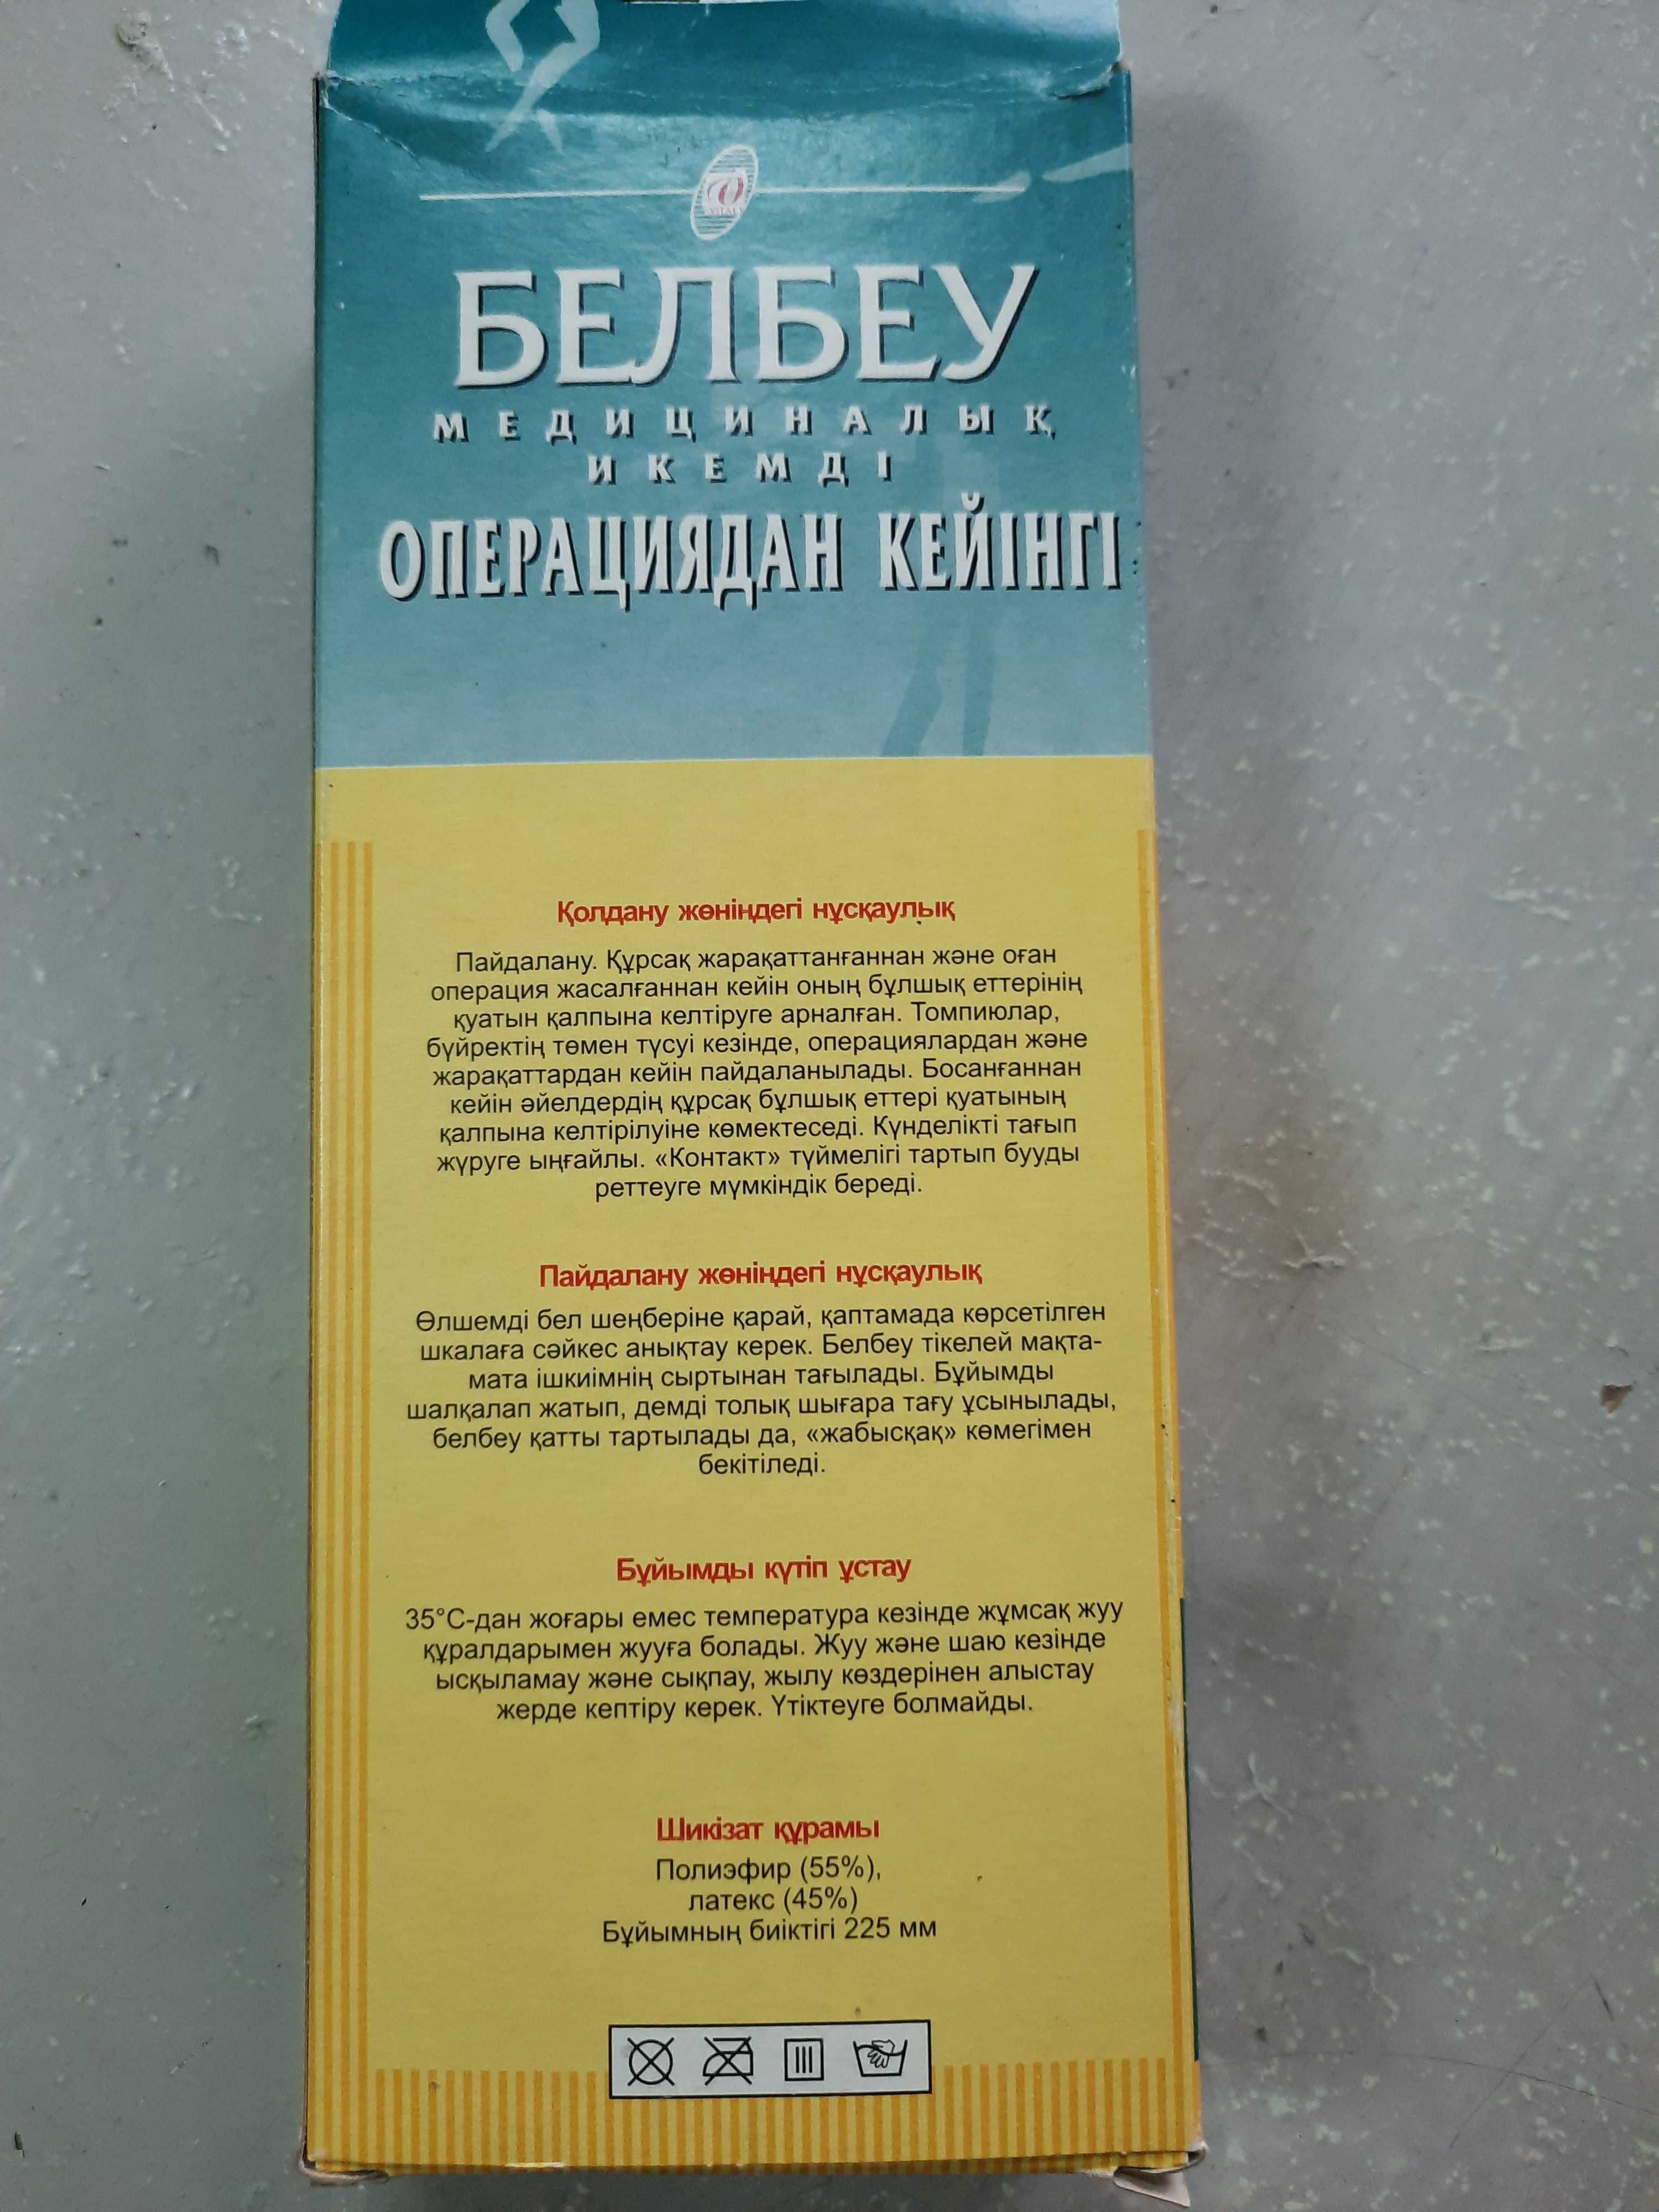 БЕЛБЕУ
МЕДИЦИНАЛЫҚ
ИКЕМДІ
ОПЕРАЦИЯДАН КЕЙІНГІ
Қолдану жөніндегі нұсқаулық
Пайдалану. Құрсақ жарақаттанғаннан және оған
операция жасалғаннан кейін оның бұлшық еттерінің
қуатын қалпына келтіруге арналған. Томпиюлар,
бүйректің төмен түсуі кезінде, операциялардан және
жарақаттардан кейін пайдаланылады. Босанғаннан
кейін әйелдердің құрсақ бұлшық еттері қуатының
қалпына келтірілуіне көмектеседі. Күнделікті тағып
жүруге ыңғайлы. «Контакт» түймелігі тартып бууды
реттеуге мүмкіндік береді.
Пайдалану жөніндегі нұсқаулық
Өлшемді бел шеңберіне қарай, қаптамада көрсетілген
шкалаға сәйкес анықтау керек. Белбеу тікелей мақта-
мата ішкиімнің сыртынан тағылады. Бұйымды
шалқалап жатып, демді толық шығара тағу ұсынылады,
белбеу қатты тартылады да, «жабысқақ» көмегімен
бекітіледі.
Бұйымды күтіп ұстау
35°С-дан жоғары емес температура кезінде жұмсақ жуу
құралдарымен жууға болады. Жуу және шаю кезінде
ысқыламау және сықпау, жылу көздерінен алыстау
жерде кептіру керек. Үтіктеуге болмайды.
Шикізат құрамы
Полиэфир (55%),
латекс (45%)
Бұйымның биіктігі 225 мм